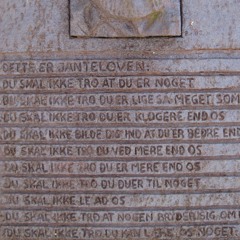 DETTE ER JANTELOVEN:
DU SKAL IKKE TRO AT DU ER NOGET
DU SKAL IKKE TRO DU ER LIGE SÅ MEGET SOM
DU SKAL IKKE TRO DU ER KLOGERE END OS
DU SKAL IKKE BILDE DIG IND AT DU ER BEDRE END
DU SKAL IKKE TRO DU VED MERE END OS
DU SKAL IKKE TRO DU ER MERE END OS
DU SKAL IKKE TRO DU DUER TIL NOGET
DU SKAL IKKE LE AD OS
DU SKAL IKKE TRO AT NOGEN BRYDER SIG OM
DU SKAL IKKE TRO DU KAN LÆRE OS NOGET